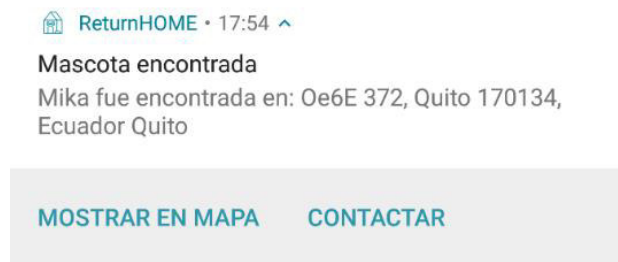 ReturnHOME • 17:54
Mascota encontrada
Mika fue encontrada en: Oe6E 372, Quito 170134,
Ecuador Quito
MOSTRAR EN MAPA CONTACTAR